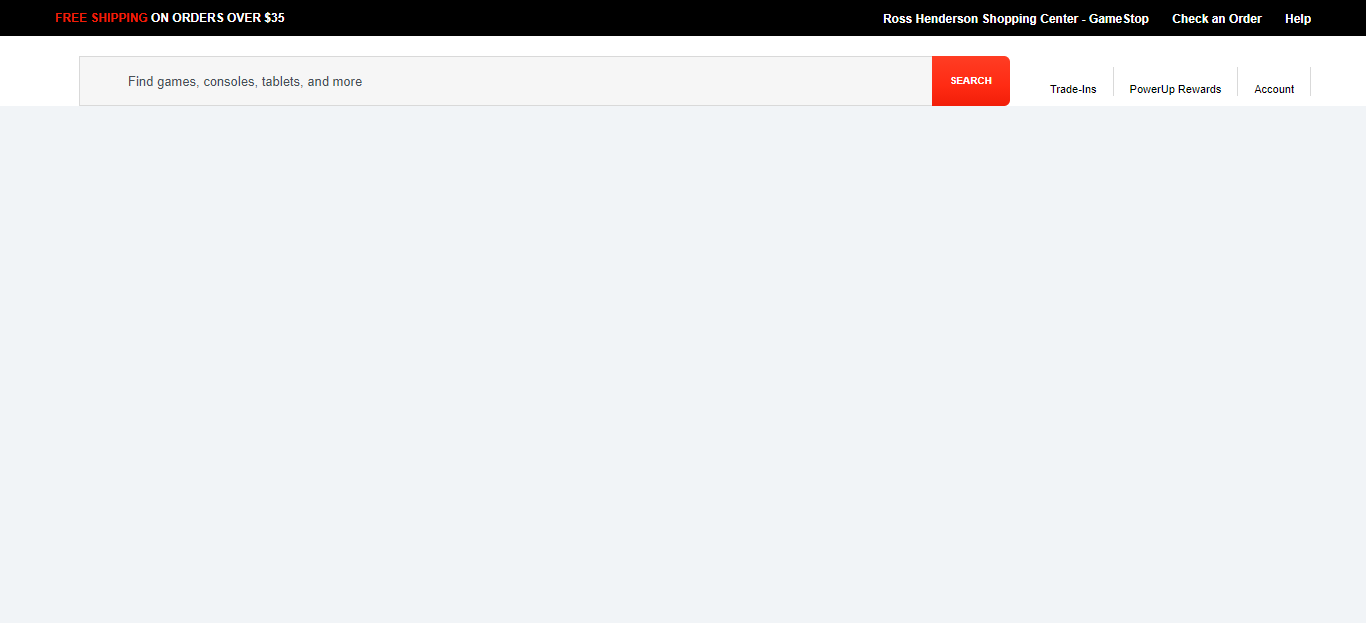 FREE SHIPPING ON ORDERS OVER $35
Ross Henderson Shopping Center - GameStop
Check an Order
Help
Find games, consoles, tablets, and more
SEARCH
Trade-Ins
PowerUp Rewards
Account